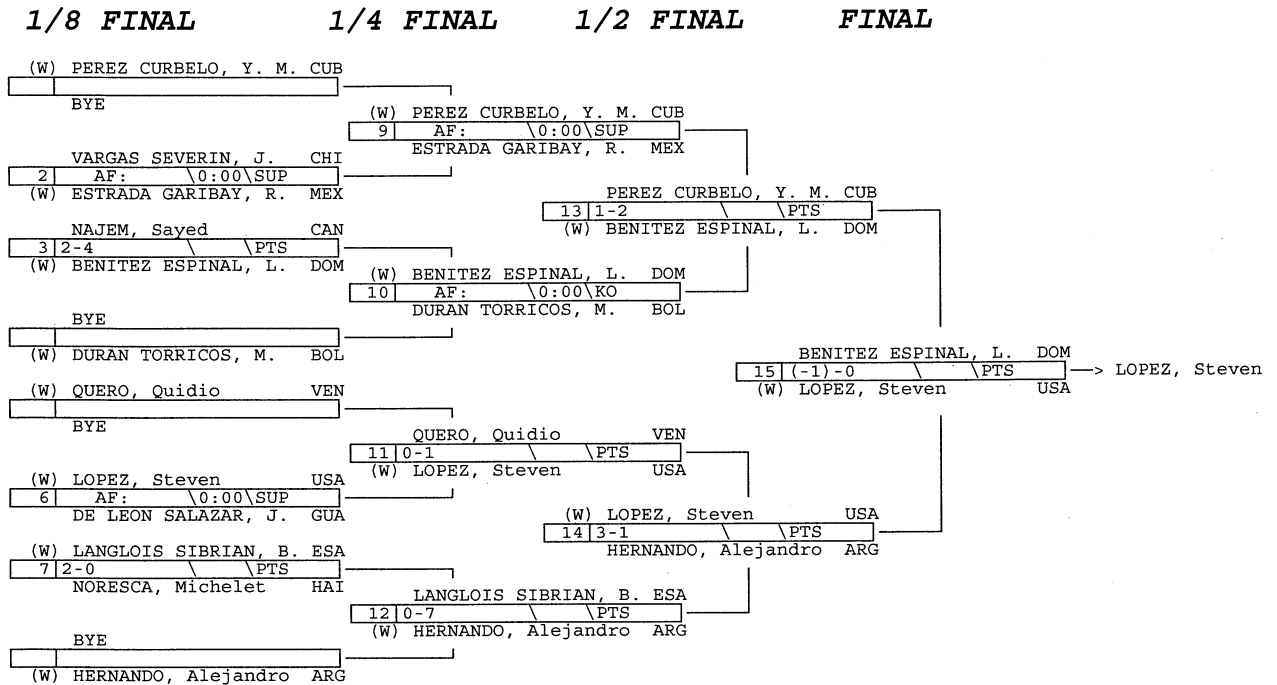 1/8 FINAL 1/4 FINAL 1/2 FINAL FINAL
(W) PEREZ CURBELO, Y. M. CUB
BYE
VARGAS SEVERIN, J. CHI
2 AF: \0:00\SUP
(W) ESTRADA GARIBAY, R. MEX
NAJEM, Sayed CAN
3 2-4 \ \PTS
(W) BENITEZ ESPINAL, L. DOM
BYE
(W) DURAN TORRICOS, M. BOL
(W) QUERO, Quidio VEN
BYE
(W) LOPEZ, Steven USA
6 AF: \0:00\SUP
DE LEON SALAZAR, J. GUA
(W) LANGLOIS SIBRIAN, B. ESA
7 2-0 \ \PTS
NORESCA, Michelet HAI
BYE
(W) HERNANDO, Alejandro ARG
(W) PEREZ CURBELO, Y. M. CUB
9 AF: \0:00\SUP
ESTRADA GARIBAY, R. MEX
(W) BENITEZ ESPINAL, L. DOM
10 AF: \0:00\KO
DURAN TORRICOS, M. BOL
QUERO, Quidio VEN
11 0-1 \ \PTS
(W) LOPEZ, Steven USA
LANGLOIS SIBRIAN, B. ESA
12 0-7 \ \PTS
(W) HERNANDO, Alejandro ARG
PEREZ CURBELO, Y. M. CUB
13 1-2 \ \PTS
(W) BENITEZ ESPINAL, L. DOM
(W) LOPEZ, Steven USA
14 3-1 \ \PTS
HERNANDO, Alejandro ARG
BENITEZ ESPINAL, L. DOM
15 (-1)-0 \ \PTS
(W) LOPEZ, Steven USA
—> LOPEZ, Steven